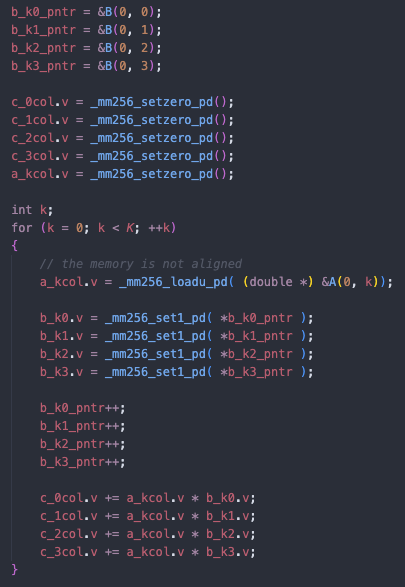 b_k0_pntr = &B(0, 0);
b_k1_pntr = &B(0, 1);
b_k2_pntr = &B(0, 2);
b_k3_pntr = &B(0, 3);

c_0col.v = _mm256_setzero_pd();
c_1col.v = _mm256_setzero_pd();
c_2col.v = _mm256_setzero_pd();
c_3col.v = _mm256_setzero_pd();
a_kcol.v = _mm256_setzero_pd();

int k;
for (k = 0; k < K; ++k)
{
    // the memory is not aligned
    a_kcol.v = _mm256_loadu_pd( (double *) &A(0, k));

    b_k0.v = _mm256_set1_pd( *b_k0_pntr );
    b_k1.v = _mm256_set1_pd( *b_k1_pntr );
    b_k2.v = _mm256_set1_pd( *b_k2_pntr );
    b_k3.v = _mm256_set1_pd( *b_k3_pntr );

    b_k0_pntr++;
    b_k1_pntr++;
    b_k2_pntr++;
    b_k3_pntr++;

    c_0col.v += a_kcol.v * b_k0.v;
    c_1col.v += a_kcol.v * b_k1.v;
    c_2col.v += a_kcol.v * b_k2.v;
    c_3col.v += a_kcol.v * b_k3.v;
}